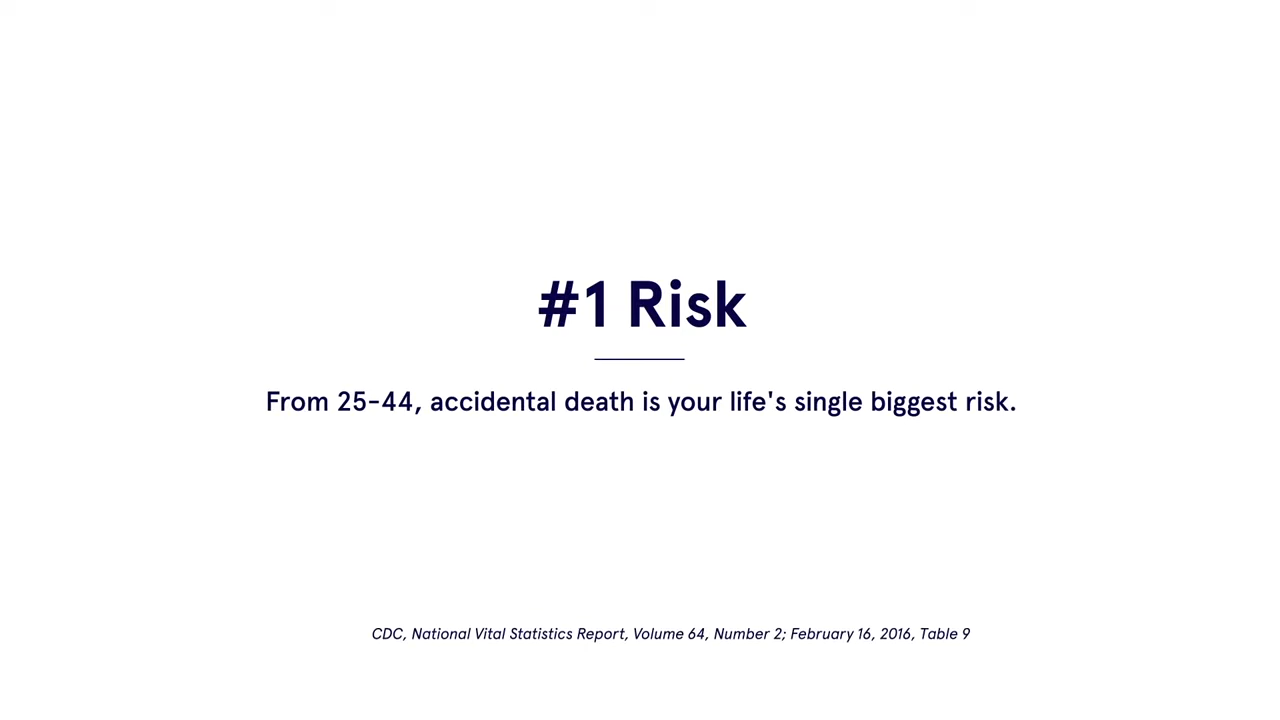 #1 Risk
From 25-44, accidental death is your life's single biggest risk.
CDC, National Vital Statistics Report, Volume 64, Number 2; February 16, 2016, Table 9